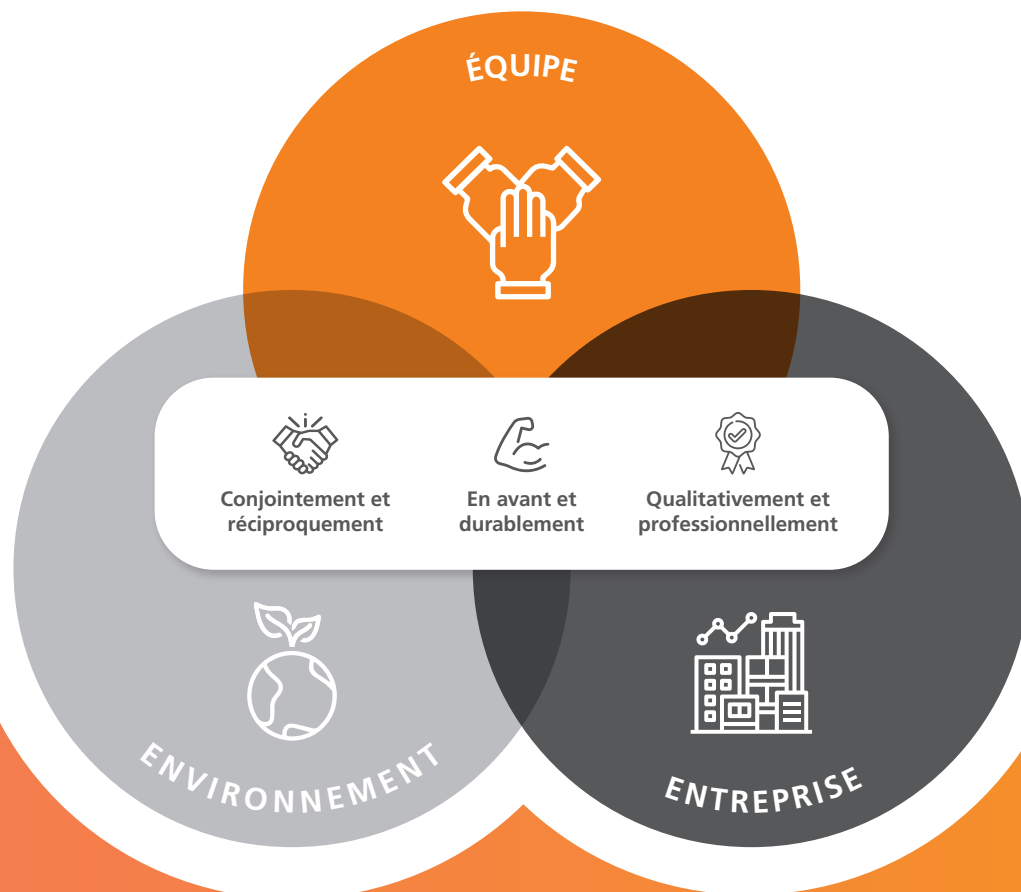 ÉQUIPE
Conjointement et
réciproquement
En avant et
durablement
Qualitativement et
professionnellement
ENVIRONNEMENT
ENTREPRISE